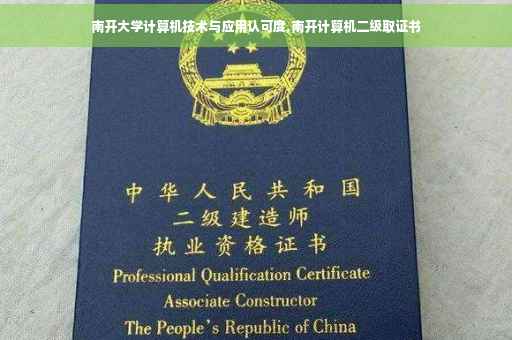 南开大学计算机技术与应用认可度,南开计算机二级取证书
中华人民共和国
二级建造师
执业资格证书
Professional Qualification Certificate
Associate Constructor
The People's Republic of China